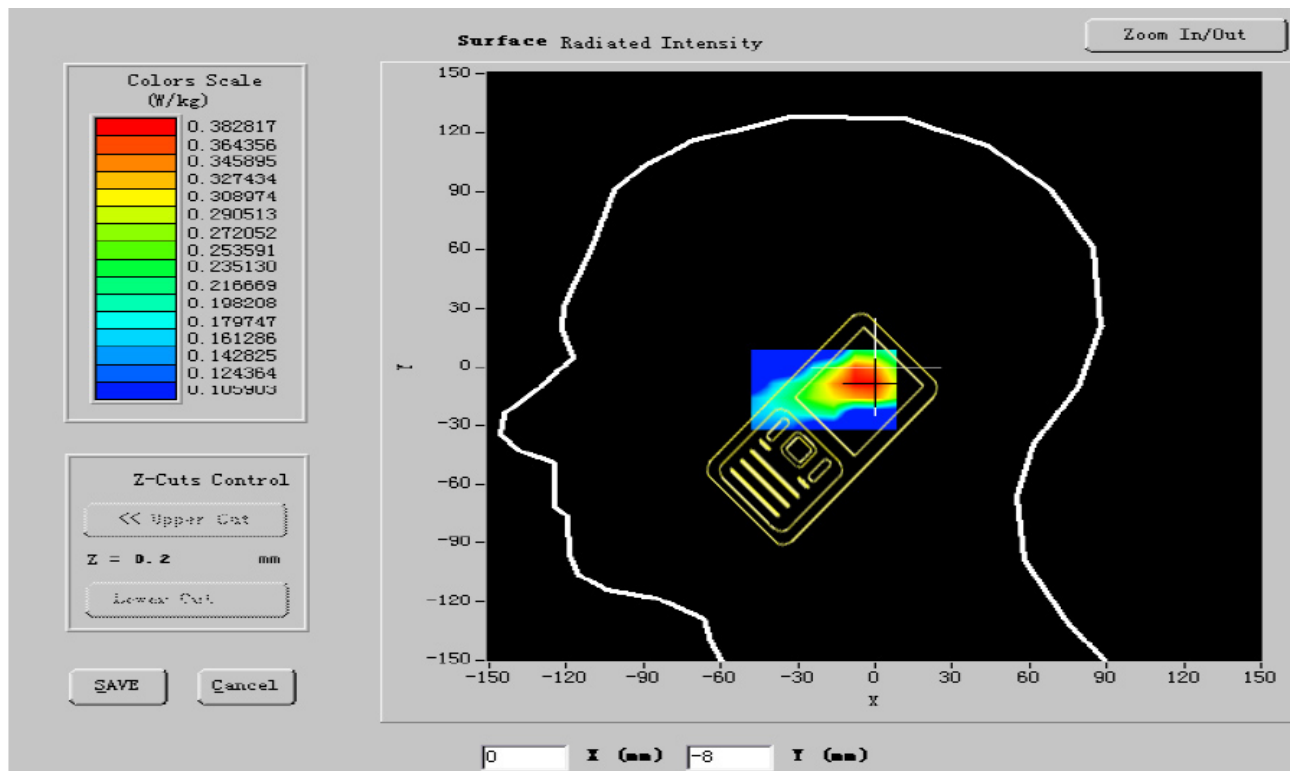 Surface Radiated Intensity
Zoom In/Out
Colors Scale
(W/kg)
0.382817
0.364356
0.345895
0.327434
0.308974
0.290513
0.272052
0.253591
0.235130
0.216669
0.198208
0.179747
0.161286
0.142825
0.124364
0.105903
150
120
90
60
30
0
-30
-60
-90
-120
-150
Y
-150 -120 -90 -60 -30 0 30 60 90 120 150
X
Z-Cuts Control
<< Upper Cut
Z = 0.2 mm
Lower Cut
SAVE Cancel
0 X (mm) -8 Y (mm)